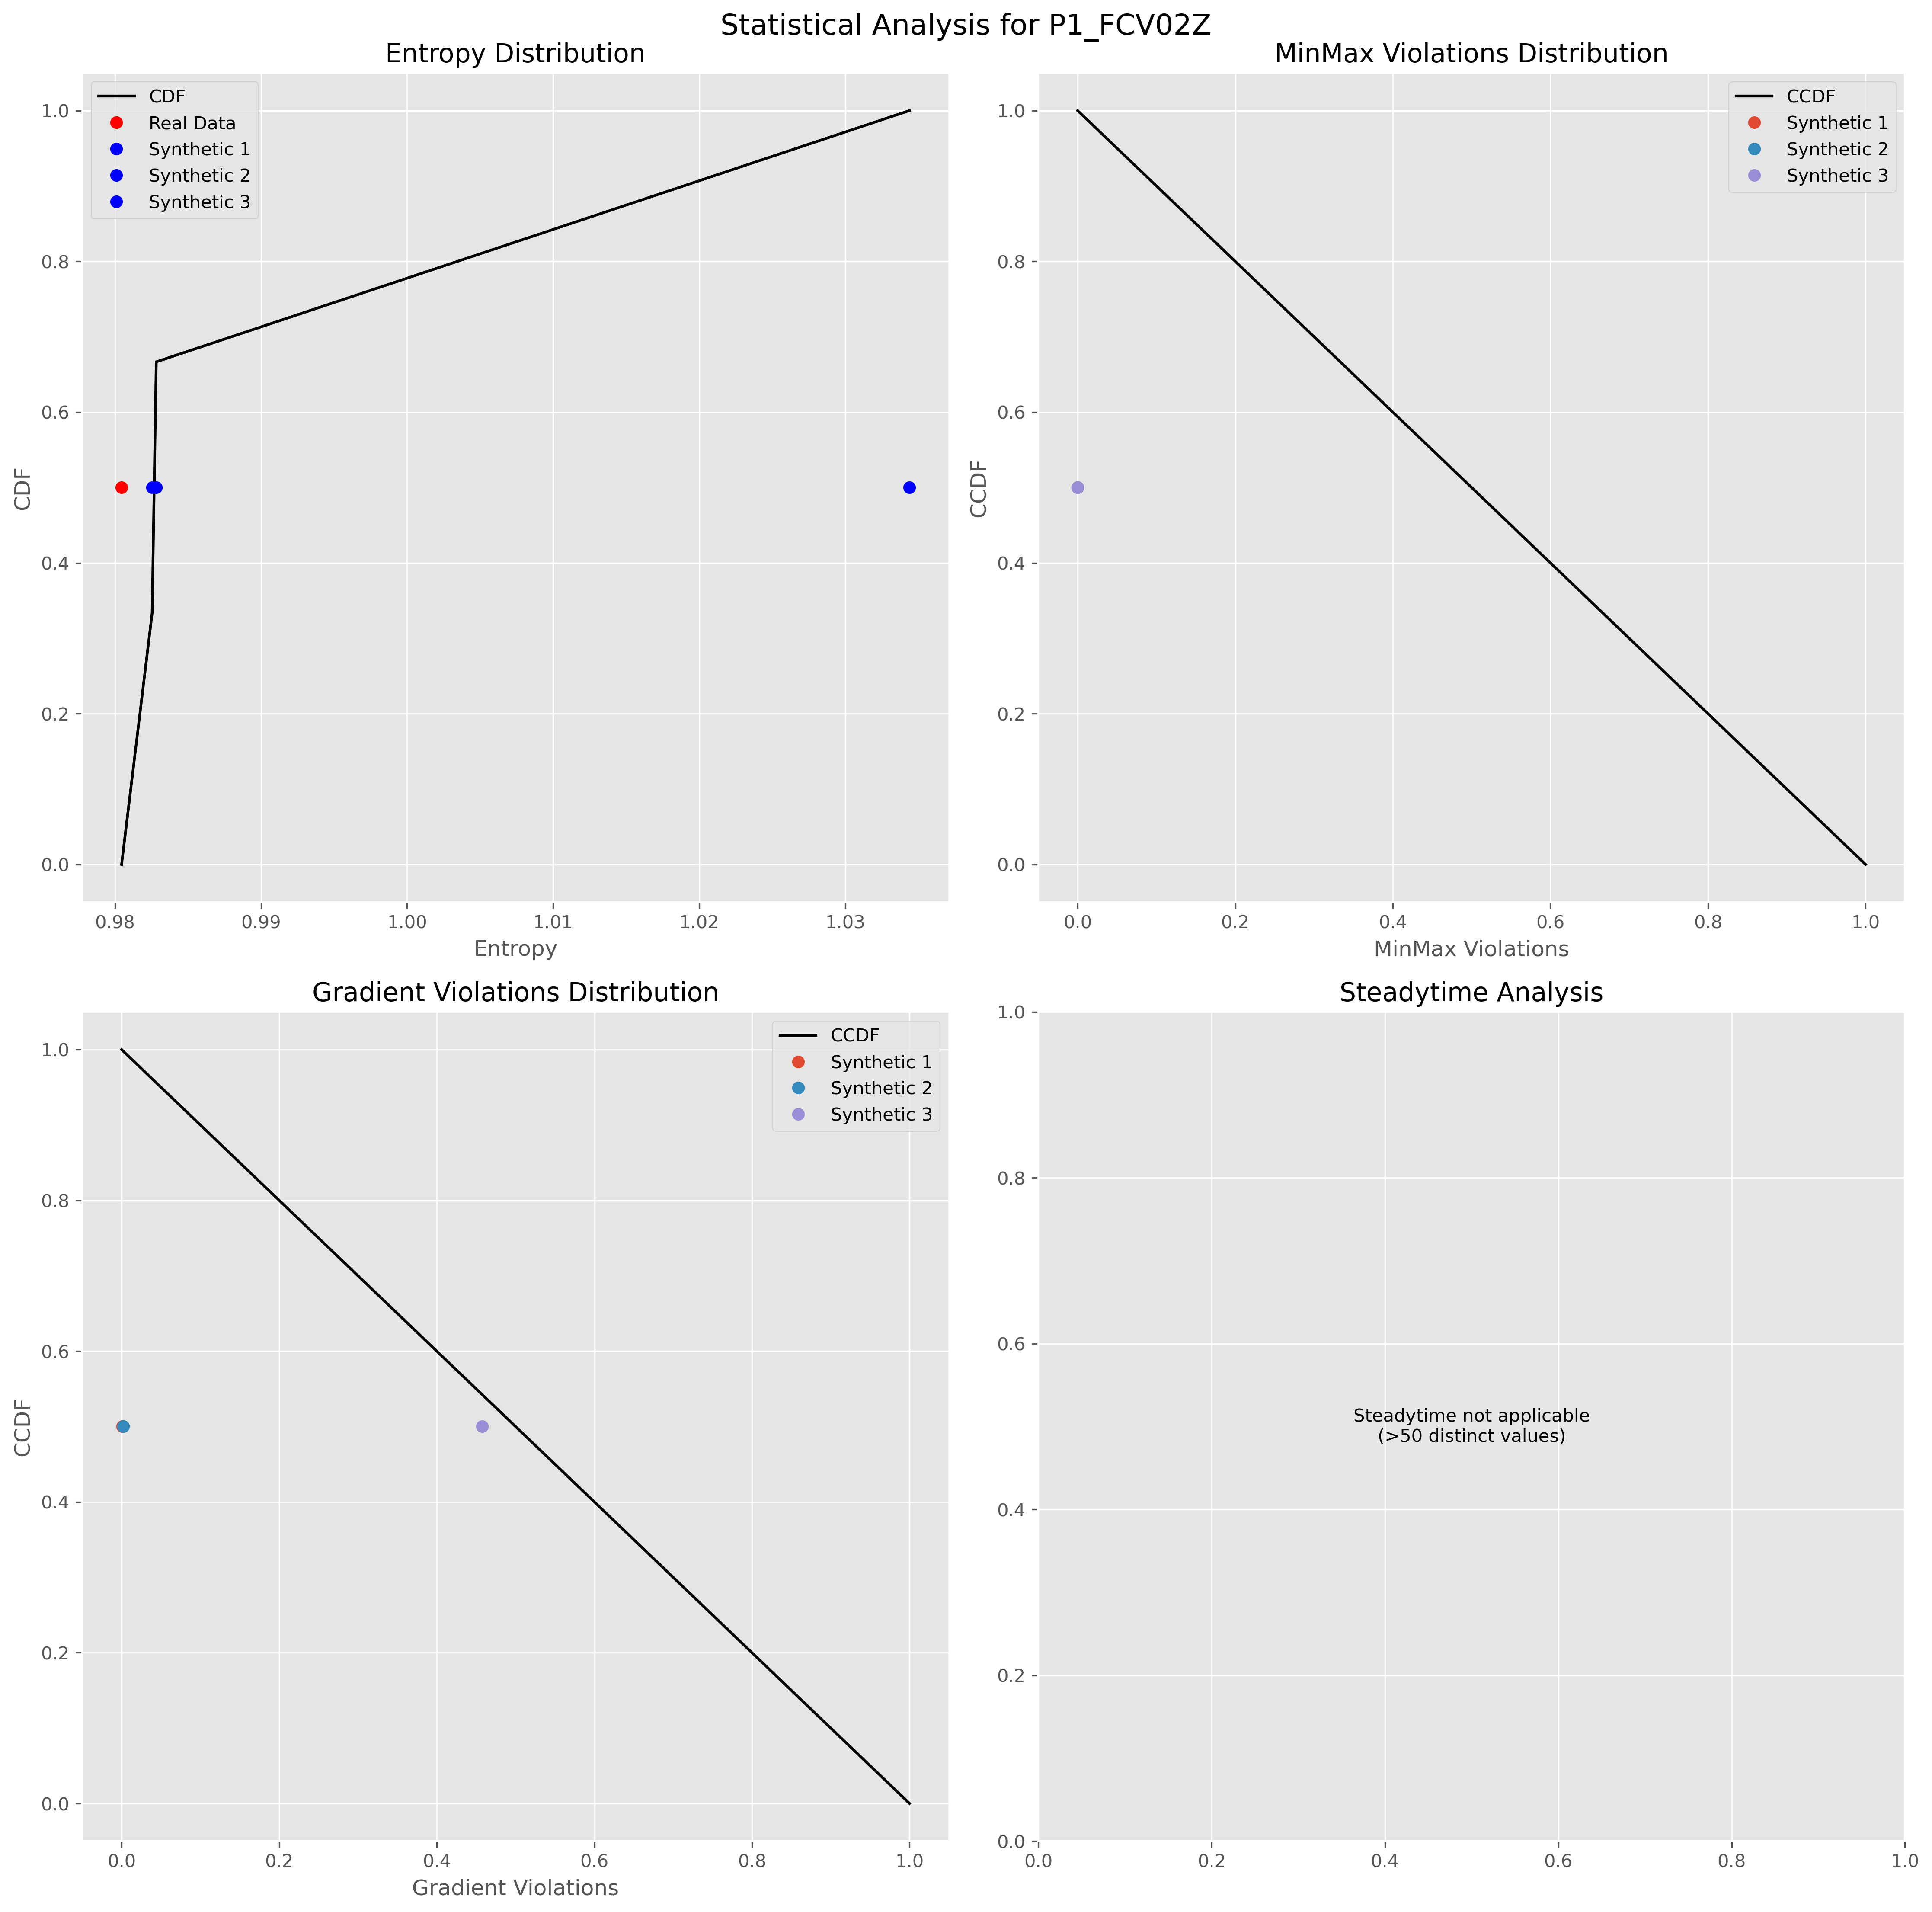 Statistical Analysis for P1_FCV02Z
Entropy Distribution
CDF
Real Data
Synthetic 1
Synthetic 2
Synthetic 3
1.0
0.8
0.6
0.4
0.2
0.0
CDF
0.98
0.99
1.00
1.01
1.02
1.03
Entropy
MinMax Violations Distribution
CCDF
Synthetic 1
Synthetic 2
Synthetic 3
1.0
0.8
0.6
0.4
0.2
0.0
CCDF
0.0
0.2
0.4
0.6
0.8
1.0
MinMax Violations
Gradient Violations Distribution
CCDF
Synthetic 1
Synthetic 2
Synthetic 3
1.0
0.8
0.6
0.4
0.2
0.0
CCDF
0.0
0.2
0.4
0.6
0.8
1.0
Gradient Violations
Steadytime Analysis
1.0
0.8
0.6
0.4
0.2
0.0
Steadytime not applicable
(>50 distinct values)
0.0
0.2
0.4
0.6
0.8
1.0